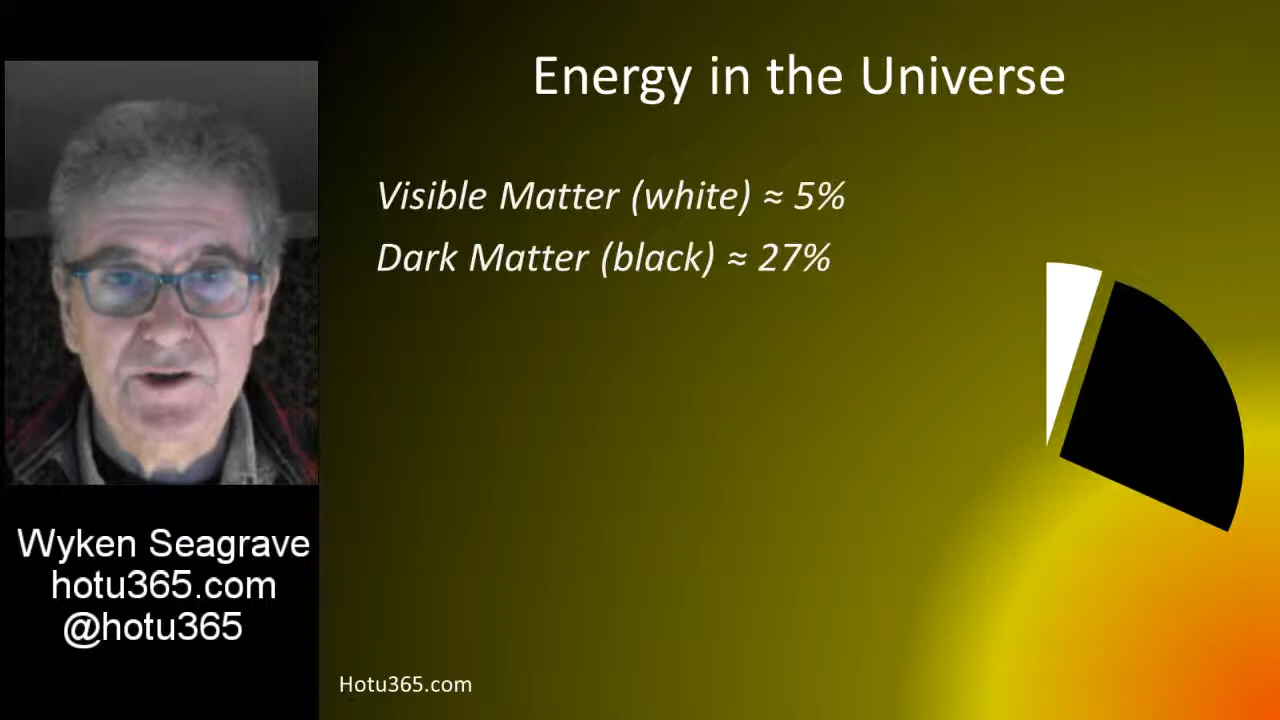 Energy in the Universe
Visible Matter (white) ≈ 5%
Dark Matter (black) ≈ 27%
Wyken Seagrave
hotu365.com
@hotu365
Hotu365.com